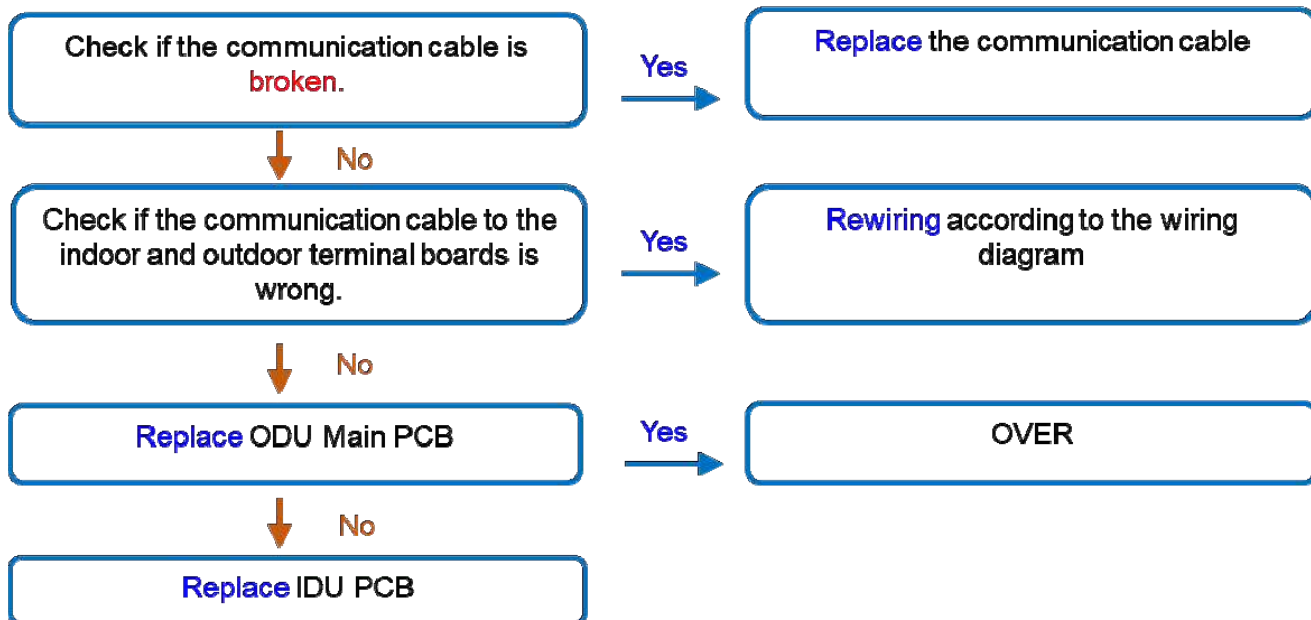 Check if the communication cable is
broken.
Yes
Replace the communication cable
No
Check if the communication cable to the
indoor and outdoor terminal boards is
wrong.
Yes
Rewiring according to the wiring
diagram
No
Replace ODU Main PCB
Yes
OVER
No
Replace IDU PCB